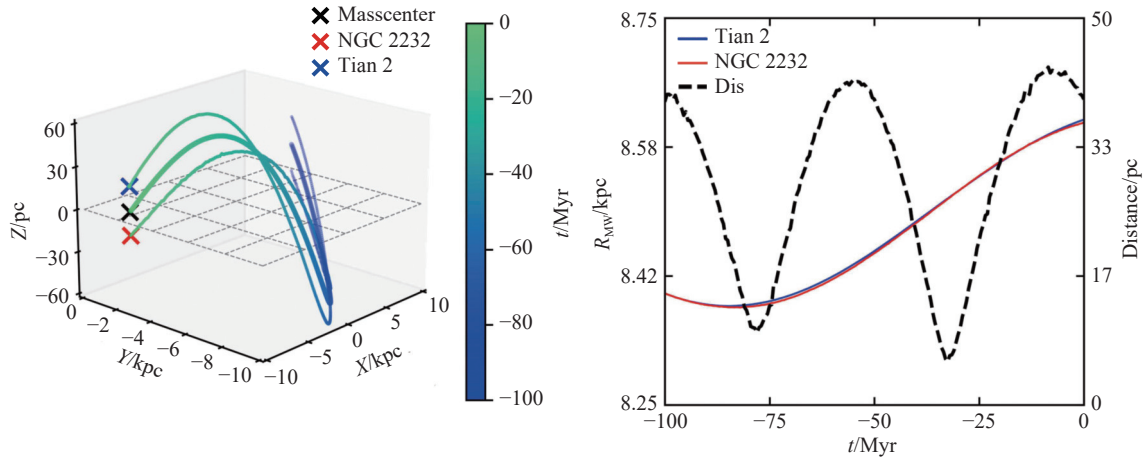 Masscenter
NGC 2232
Tian 2
60
30
0
−30
−60
Z/pc
0
−2
−4
−6
−8
−10
Y/kpc
−10
−5
0
5
10
X/kpc
0
−20
−40
−60
−80
−100
t/Myr
8.75
8.58
8.42
8.25
R_MW/kpc
Tian 2
NGC 2232
Dis
50
33
17
0
Distance/pc
−100
−75
−50
−25
0
t/Myr